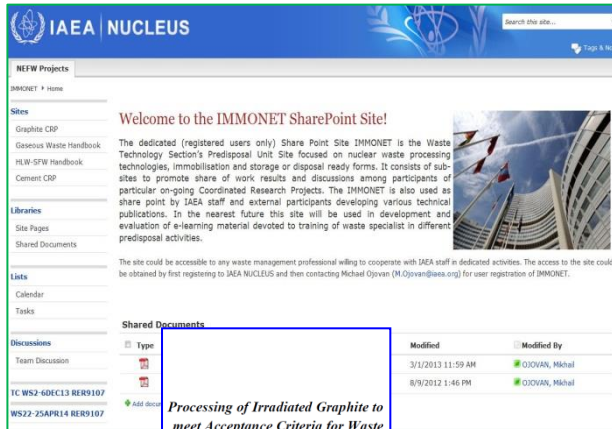 IAEA | NUCLEUS
Search this site...
Tags & No
NEFW Projects
IMMONET ▸ Home
Sites
Graphite CRP
Gaseous Waste Handbook
HLW-SFW Handbook
Cement CRP
Libraries
Site Pages
Shared Documents
Lists
Calendar
Tasks
Discussions
Team Discussion
TC WS2-6DEC13 RER9107
WS22-25APR14 RER9107
Welcome to the IMMONET SharePoint Site!
The dedicated (registered users only) Share Point Site IMMONET is the Waste
Technology Section's Predisposal Unit Site focused on nuclear waste processing
technologies, immobilisation and storage or disposal ready forms. It consists of sub-
sites to promote share of work results and discussions among participants of
particular on-going Coordinated Research Projects. The IMMONET is also used as
share point by IAEA staff and external participants developing various technical
publications. In the nearest future this site will be used in development and
evaluation of e-learning material devoted to training of waste specialist in different
predisposal activities.
The site could be accessible to any waste management professional willing to cooperate with IAEA staff in dedicated activities. The access to the site could
be obtained by first registering to IAEA NUCLEUS and then contacting Michael Ojovan (M.Ojovan@iaea.org) for user registration of IMMONET.
Shared Documents
Type
Modified
Modified By
3/1/2013 11:59 AM
OJOVAN, Mikhail
8/9/2012 1:46 PM
OJOVAN, Mikhail
Add docu
Processing of Irradiated Graphite to
meet Acceptance Criteria for Waste